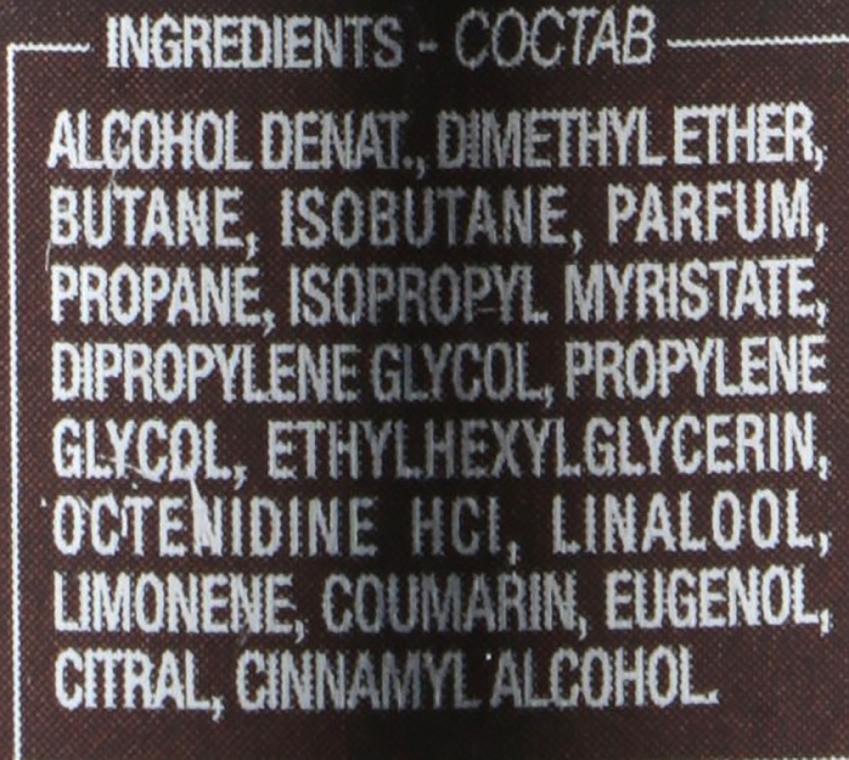 INGREDIENTS - СОСТАВ
ALCOHOL DENAT., DIMETHYL ETHER,
BUTANE, ISOBUTANE, PARFUM,
PROPANE, ISOPROPYL MYRISTATE,
DIPROPYLENE GLYCOL, PROPYLENE
GLYCOL, ETHYLHEXYLGLYCERIN,
OCTENIDINE HCl, LINALOOL,
LIMONENE, COUMARIN, EUGENOL,
CITRAL, CINNAMYL ALCOHOL.